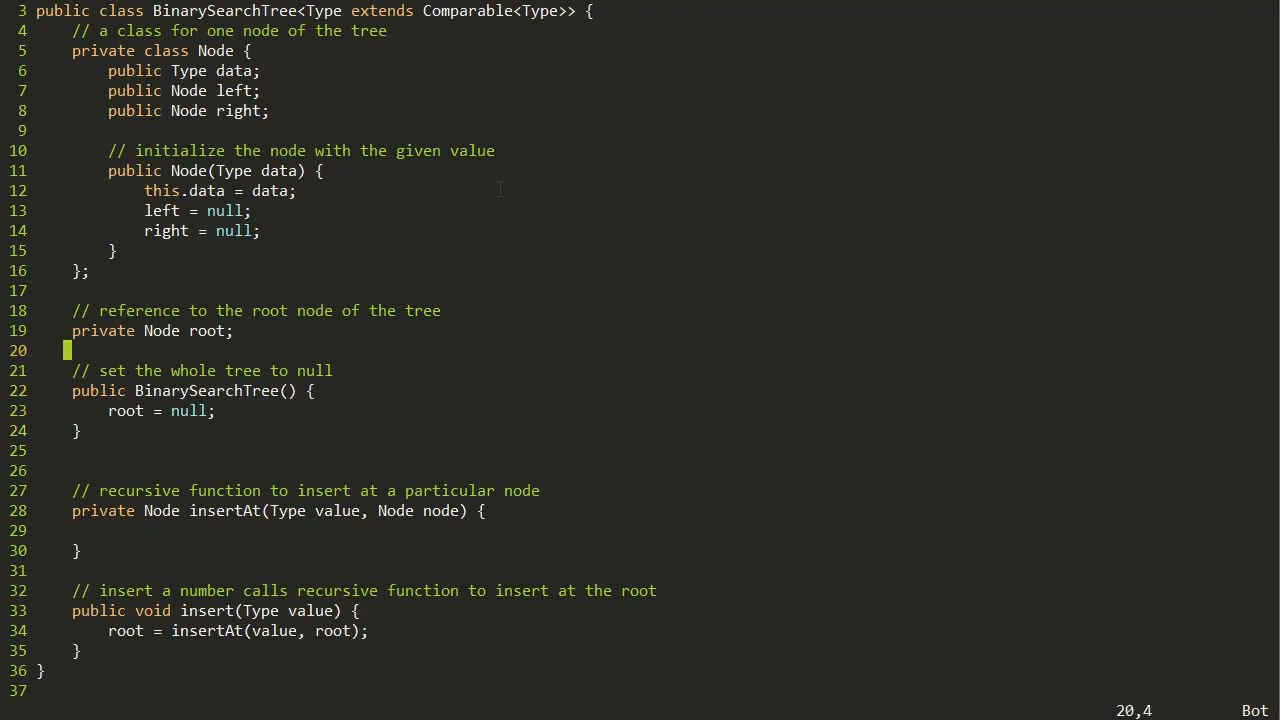 3 public class BinarySearchTree<Type extends Comparable<Type>> {
4     // a class for one node of the tree
5     private class Node {
6         public Type data;
7         public Node left;
8         public Node right;
9
10         // initialize the node with the given value
11         public Node(Type data) {
12             this.data = data;
13             left = null;
14             right = null;
15         }
16     };
17
18     // reference to the root node of the tree
19     private Node root;
20
21     // set the whole tree to null
22     public BinarySearchTree() {
23         root = null;
24     }
25
26
27     // recursive function to insert at a particular node
28     private Node insertAt(Type value, Node node) {
29
30     }
31
32     // insert a number calls recursive function to insert at the root
33     public void insert(Type value) {
34         root = insertAt(value, root);
35     }
36 }
37
20,4 Bot